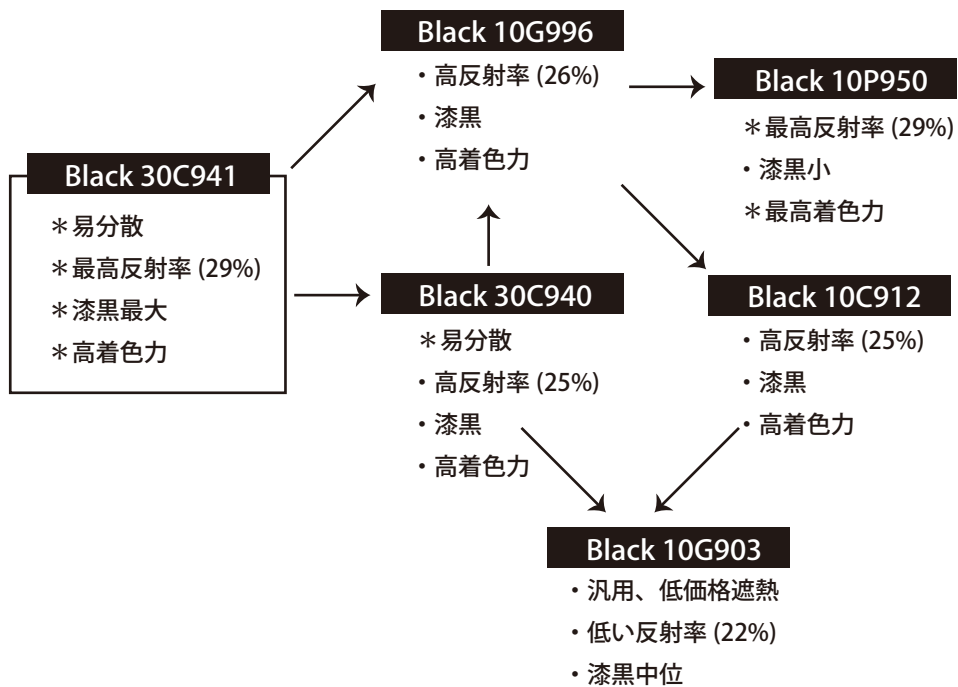 Black 30C941
＊易分散
＊最高反射率 (29%)
＊漆黒最大
＊高着色力
Black 10G996
・高反射率 (26%)
・漆黒
・高着色力
Black 10P950
＊最高反射率 (29%)
・漆黒小
＊最高着色力
Black 30C940
＊易分散
・高反射率 (25%)
・漆黒
・高着色力
Black 10C912
・高反射率 (25%)
・漆黒
・高着色力
Black 10G903
・汎用、低価格遮熱
・低い反射率 (22%)
・漆黒中位